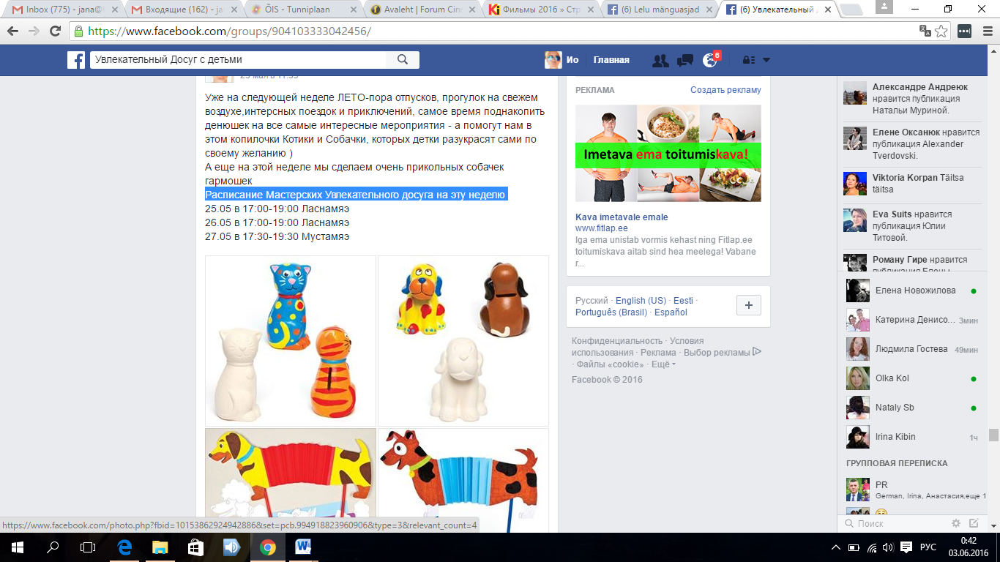 Inbox (775) - jana@
Входящие (162) - ja
ÕIS - Tunniplaan
Avaleht | Forum Cine
Фильмы 2016 » Стр
(6) Lelu mänguasjad
(6) Увлекательный Д
https://www.facebook.com/groups/904103333042456/
Увлекательный Досуг с детьми
Ио
Главная
6
25 мая в 11:55
Уже на следующей неделе ЛЕТО-пора отпусков, прогулок на свежем
воздухе,интерсных поездок и приключений, самое время поднакопить
денюшек на все самые интересные мероприятия - а помогут нам в
этом копилочки Котики и Собачки, которых детки разукрасят сами по
своему желанию )
А еще на этой неделе мы сделаем очень прикольных собачек
гармошек
Расписание Мастерских Увлекательного досуга на эту неделю
25.05 в 17:00-19:00 Ласнамяэ
26.05 в 17:00-19:00 Ласнамяэ
27.05 в 17:30-19:30 Мустамяэ
РЕКЛАМА
Создать рекламу
Imetava ema toitumiskava!
Kava imetavale emale
www.fitlap.ee
Iga ema unistab vormis kehast ning Fitlap.ee
toitumiskava aitab sind hea meelega! Vabane
r...
Русский · English (US) · Eesti ·
Português (Brasil) · Español
Конфиденциальность · Условия
использования · Реклама · Выбор рекламы
· Файлы «cookie» · Ещё
Facebook © 2016
Александре Андреюк
нравится публикация
Натальи Муриной.
Елене Оксанюк нравится
публикация Alexander
Tverdovski.
Viktoria Korpan Täitsa
täitsa
Eva Suits нравится
публикация Юлии
Титовой.
Роману Гире нравится
публикация Елены
Елена Новожилова
Катерина Денисо... 3мин
Людмила Гостева 49мин
Olka Kol
Nataly Sb
Irina Kibin 1ч
ГРУППОВАЯ ПЕРЕПИСКА
PR
German, Irina, Анастасия,еще 1
Поиск
https://www.facebook.com/photo.php?fbid=10153862924942886&set=pcb.994918823960906&type=3&relevant_count=4
РУС
0:42
03.06.2016